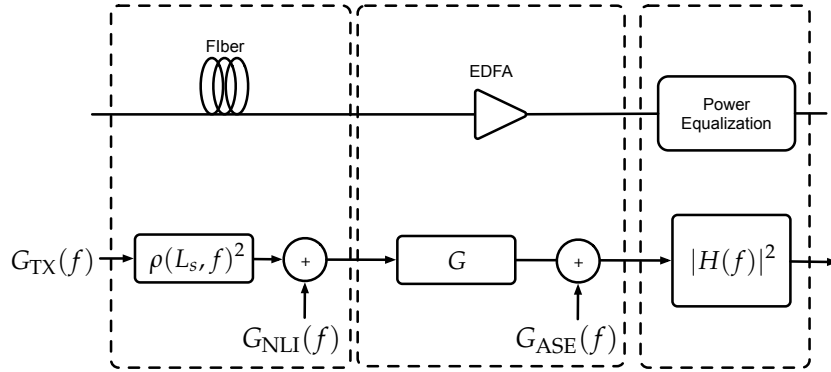 FIber
EDFA
Power
Equalization
G_TX(f)
ρ(L_s, f)^2
+
G
+
|H(f)|^2
G_NLI(f)
G_ASE(f)